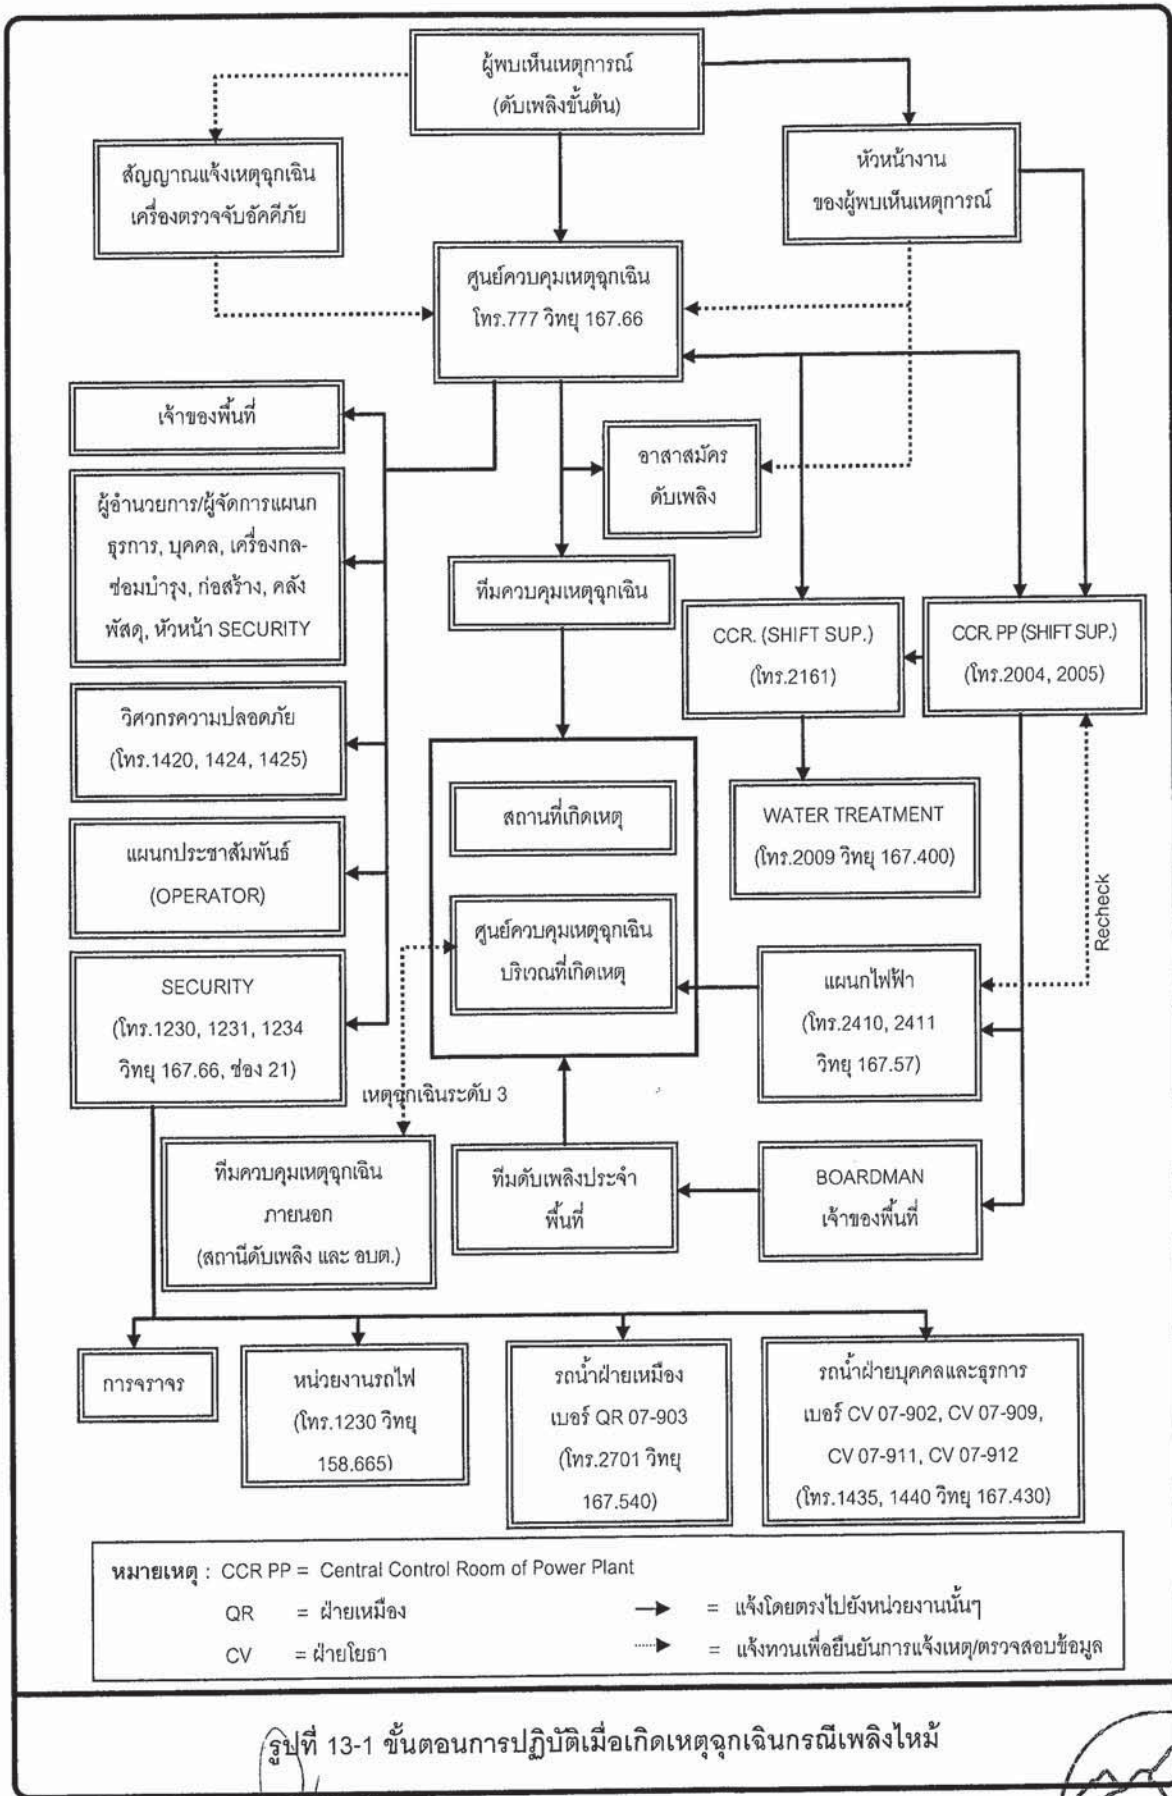 ผู้พบเห็นเหตุการณ์
(ดับเพลิงขั้นต้น)
สัญญาณแจ้งเหตุฉุกเฉิน
เครื่องตรวจจับอัคคีภัย
หัวหน้างาน
ของผู้พบเห็นเหตุการณ์
ศูนย์ควบคุมเหตุฉุกเฉิน
โทร.777 วิทยุ 167.66
เจ้าของพื้นที่
อาสาสมัคร
ดับเพลิง
ผู้อำนวยการ/ผู้จัดการแผนก
ธุรการ, บุคคล, เครื่องกล-
ซ่อมบำรุง, ก่อสร้าง, คลัง
พัสดุ, หัวหน้า SECURITY
ทีมควบคุมเหตุฉุกเฉิน
CCR. (SHIFT SUP.)
(โทร.2161)
CCR. PP (SHIFT SUP.)
(โทร.2004, 2005)
วิศวกรความปลอดภัย
(โทร.1420, 1424, 1425)
สถานที่เกิดเหตุ
WATER TREATMENT
(โทร.2009 วิทยุ 167.400)
แผนกประชาสัมพันธ์
(OPERATOR)
ศูนย์ควบคุมเหตุฉุกเฉิน
บริเวณที่เกิดเหตุ
Recheck
แผนกไฟฟ้า
(โทร.2410, 2411
วิทยุ 167.57)
SECURITY
(โทร.1230, 1231, 1234
วิทยุ 167.66, ช่อง 21)
เหตุฉุกเฉินระดับ 3
ทีมควบคุมเหตุฉุกเฉิน
ภายนอก
(สถานีดับเพลิง และ อบต.)
ทีมดับเพลิงประจำ
พื้นที่
BOARDMAN
เจ้าของพื้นที่
การจราจร
หน่วยงานรถไฟ
(โทร.1230 วิทยุ
158.665)
รถน้ำฝ่ายเหมือง
เบอร์ QR 07-903
(โทร.2701 วิทยุ
167.540)
รถน้ำฝ่ายบุคคลและธุรการ
เบอร์ CV 07-902, CV 07-909,
CV 07-911, CV 07-912
(โทร.1435, 1440 วิทยุ 167.430)
หมายเหตุ : CCR PP = Central Control Room of Power Plant
QR = ฝ่ายเหมือง
= แจ้งโดยตรงไปยังหน่วยงานนั้นๆ
CV = ฝ่ายโยธา
= แจ้งทวนเพื่อยืนยันการแจ้งเหตุ/ตรวจสอบข้อมูล
รูปที่ 13-1 ขั้นตอนการปฏิบัติเมื่อเกิดเหตุฉุกเฉินกรณีเพลิงไหม้